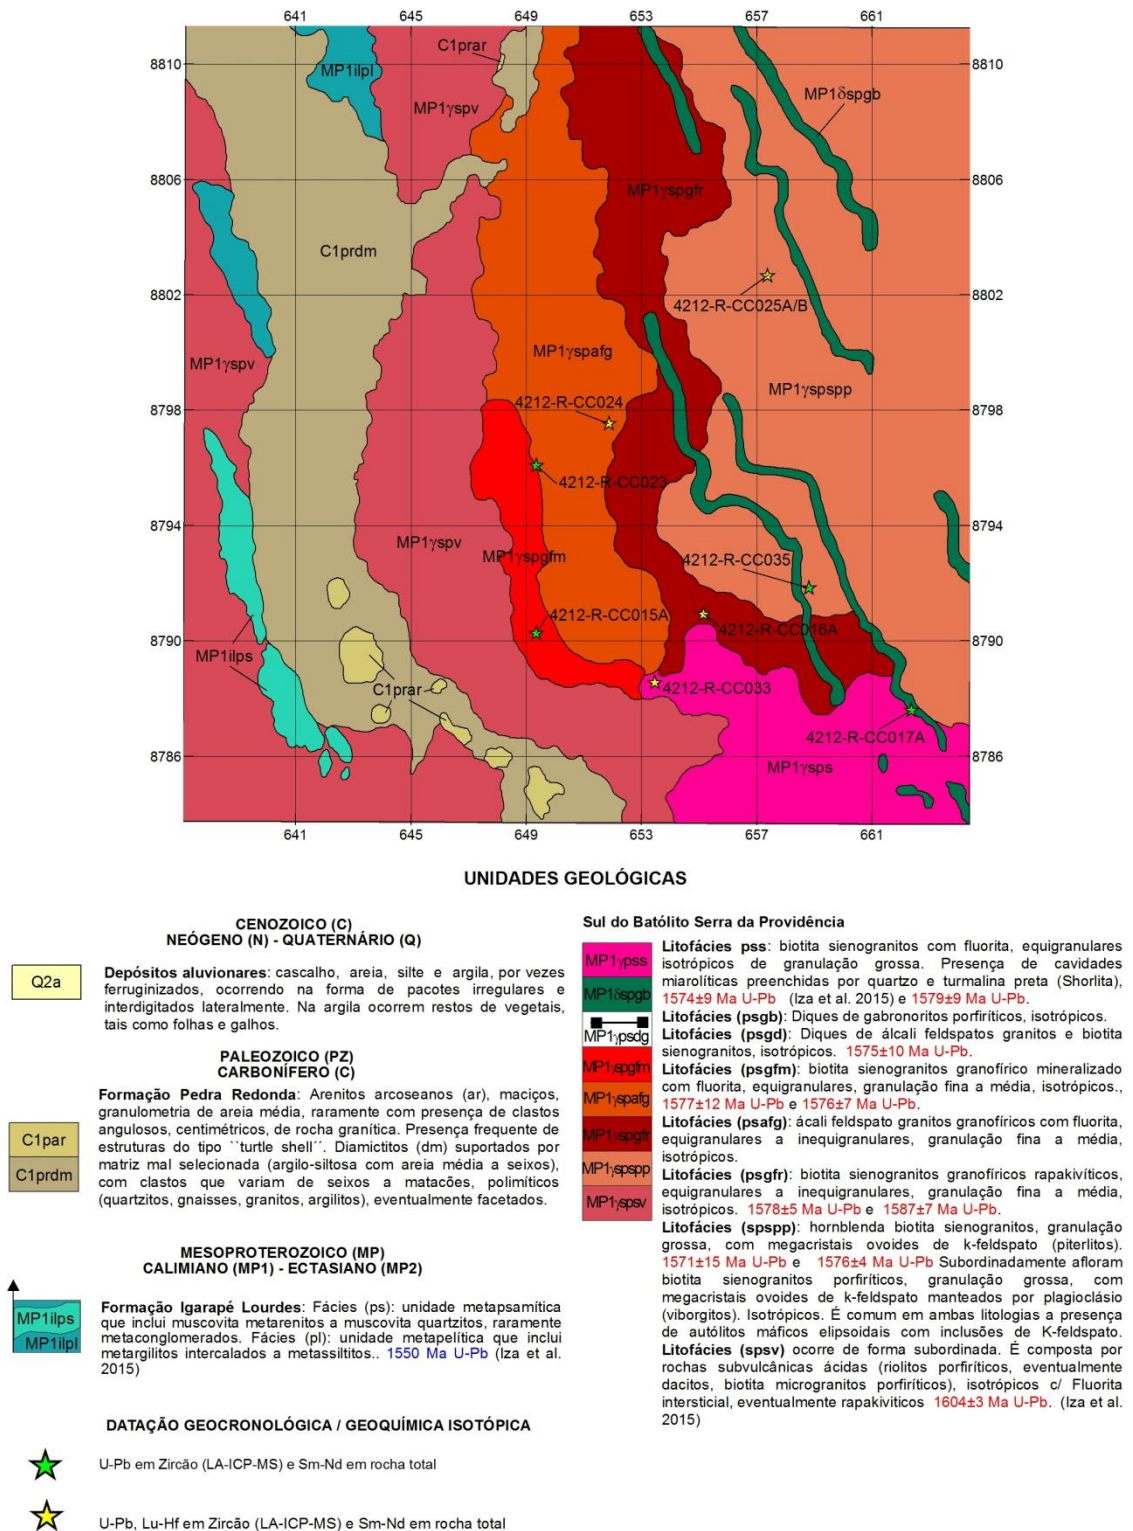 641 645 649 653 657 661
C1prar
8810 8810
MP1ilpl
MP1γspv
MP1δspgb
8806 8806
MP1γspgfr
C1prdm
8802 8802
4212-R-CC025A/B
MP1γspafg
MP1γspv
MP1γspspp
8798 8798
4212-R-CC024
4212-R-CC023
8794 8794
MP1γspv
MP1γspgfm
4212-R-CC035
4212-R-CC015A
4212-R-CC016A
8790 8790
MP1ilps
C1prar
4212-R-CC033
4212-R-CC017A
8786 8786
MP1γsps
641 645 649 653 657 661
UNIDADES GEOLÓGICAS
CENOZOICO (C)
NEÓGENO (N) - QUATERNÁRIO (Q)
Q2a
Depósitos aluvionares: cascalho, areia, silte e argila, por vezes
ferruginizados, ocorrendo na forma de pacotes irregulares e
interdigitados lateralmente. Na argila ocorrem restos de vegetais,
tais como folhas e galhos.
PALEOZOICO (PZ)
CARBONÍFERO (C)
C1par
C1prdm
Formação Pedra Redonda: Arenitos arcoseanos (ar), maciços,
granulometria de areia média, raramente com presença de clastos
angulosos, centimétricos, de rocha granítica. Presença frequente de
estruturas do tipo ``turtle shell´´. Diamictitos (dm) suportados por
matriz mal selecionada (argilo-siltosa com areia média a seixos),
com clastos que variam de seixos a matacões, polimíticos
(quartzitos, gnaisses, granitos, argilitos), eventualmente facetados.
MESOPROTEROZOICO (MP)
CALIMIANO (MP1) - ECTASIANO (MP2)
MP1ilps
MP1ilpl
Formação Igarapé Lourdes: Fácies (ps): unidade metapsamítica
que inclui muscovita metarenitos a muscovita quartzitos, raramente
metaconglomerados. Fácies (pl): unidade metapelítica que inclui
metargilitos intercalados a metassiltitos.. 1550 Ma U-Pb (Iza et al.
2015)
DATAÇÃO GEOCRONOLÓGICA / GEOQUÍMICA ISOTÓPICA
U-Pb em Zircão (LA-ICP-MS) e Sm-Nd em rocha total
U-Pb, Lu-Hf em Zircão (LA-ICP-MS) e Sm-Nd em rocha total
Sul do Batólito Serra da Providência
MP1γpss
MP1δspgb
MP1γpsdg
MP1γspgfm
MP1γspafg
MP1γspgfr
MP1γspspp
MP1γspsv
Litofácies pss: biotita sienogranitos com fluorita, equigranulares
isotrópicos de granulação grossa. Presença de cavidades
miarolíticas preenchidas por quartzo e turmalina preta (Shorlita),
1574±9 Ma U-Pb (Iza et al. 2015) e 1579±9 Ma U-Pb.
Litofácies (psgb): Diques de gabronoritos porfiríticos, isotrópicos.
Litofácies (psgd): Diques de álcali feldspatos granitos e biotita
sienogranitos, isotrópicos. 1575±10 Ma U-Pb.
Litofácies (psgfm): biotita sienogranitos granofírico mineralizado
com fluorita, equigranulares, granulação fina a média, isotrópicos.,
1577±12 Ma U-Pb e 1576±7 Ma U-Pb.
Litofácies (psafg): ácali feldspato granitos granofíricos com fluorita,
equigranulares a inequigranulares, granulação fina a média,
isotrópicos.
Litofácies (psgfr): biotita sienogranitos granofíricos rapakivíticos,
equigranulares a inequigranulares, granulação fina a média,
isotrópicos. 1578±5 Ma U-Pb e 1587±7 Ma U-Pb.
Litofácies (spspp): hornblenda biotita sienogranitos, granulação
grossa, com megacristais ovoides de k-feldspato (piterlitos).
1571±15 Ma U-Pb e 1576±4 Ma U-Pb Subordinadamente afloram
biotita sienogranitos porfiríticos, granulação grossa, com
megacristais ovoides de k-feldspato manteados por plagioclásio
(viborgitos). Isotrópicos. É comum em ambas litologias a presença
de autólitos máficos elipsoidais com inclusões de K-feldspato.
Litofácies (spsv) ocorre de forma subordinada. É composta por
rochas subvulcânicas ácidas (riolitos porfiríticos, eventualmente
dacitos, biotita microgranitos porfiríticos), isotrópicos c/ Fluorita
intersticial, eventualmente rapakiviticos 1604±3 Ma U-Pb. (Iza et al.
2015)